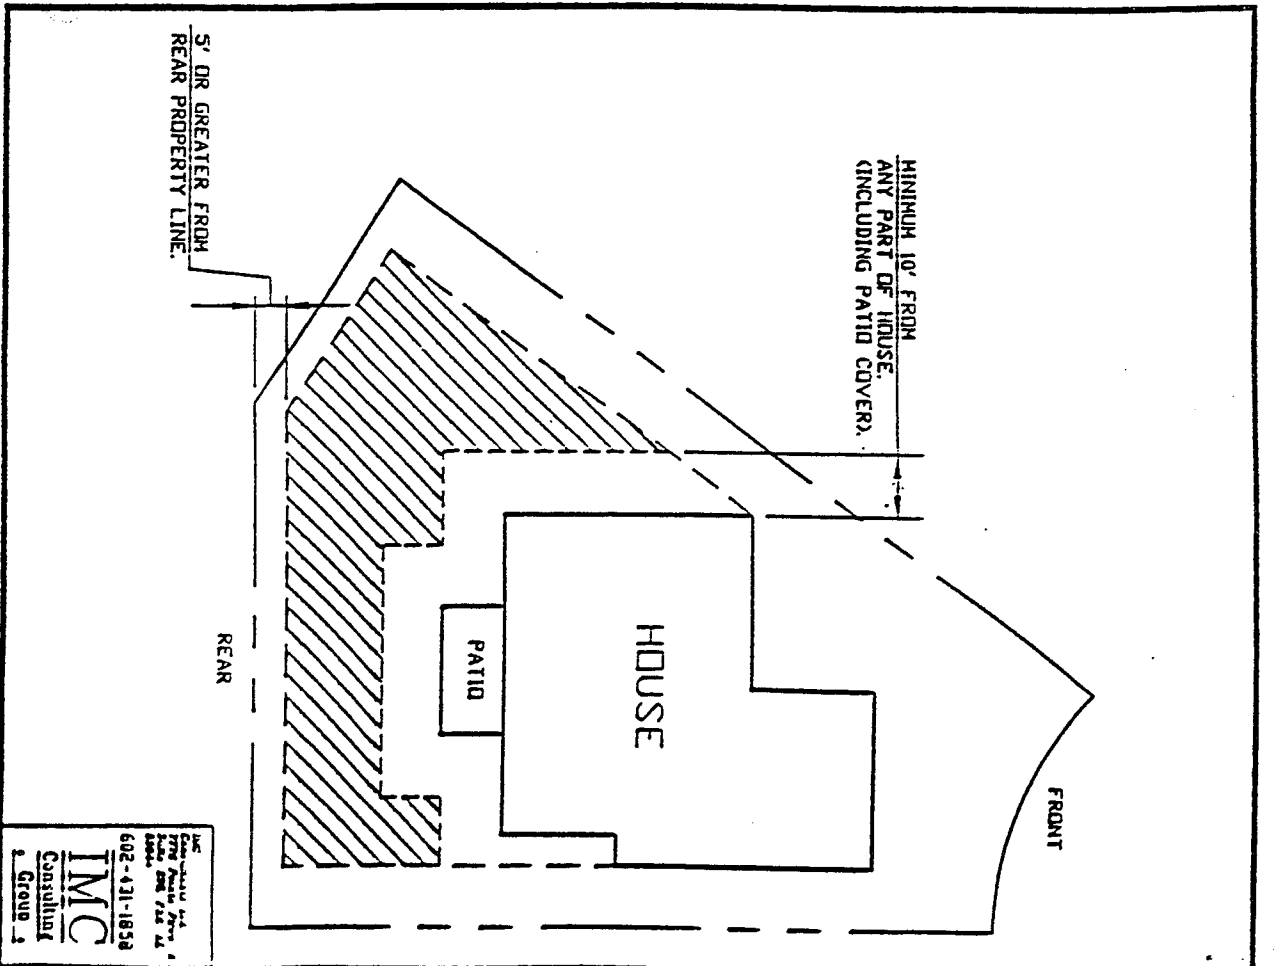 MINIMUM 10' FROM
ANY PART OF HOUSE.
(INCLUDING PATIO COVER).
5' OR GREATER FROM
REAR PROPERTY LINE.
FRONT
HOUSE
PATIO
REAR
602-431-1858
IMC
Consulting
Group